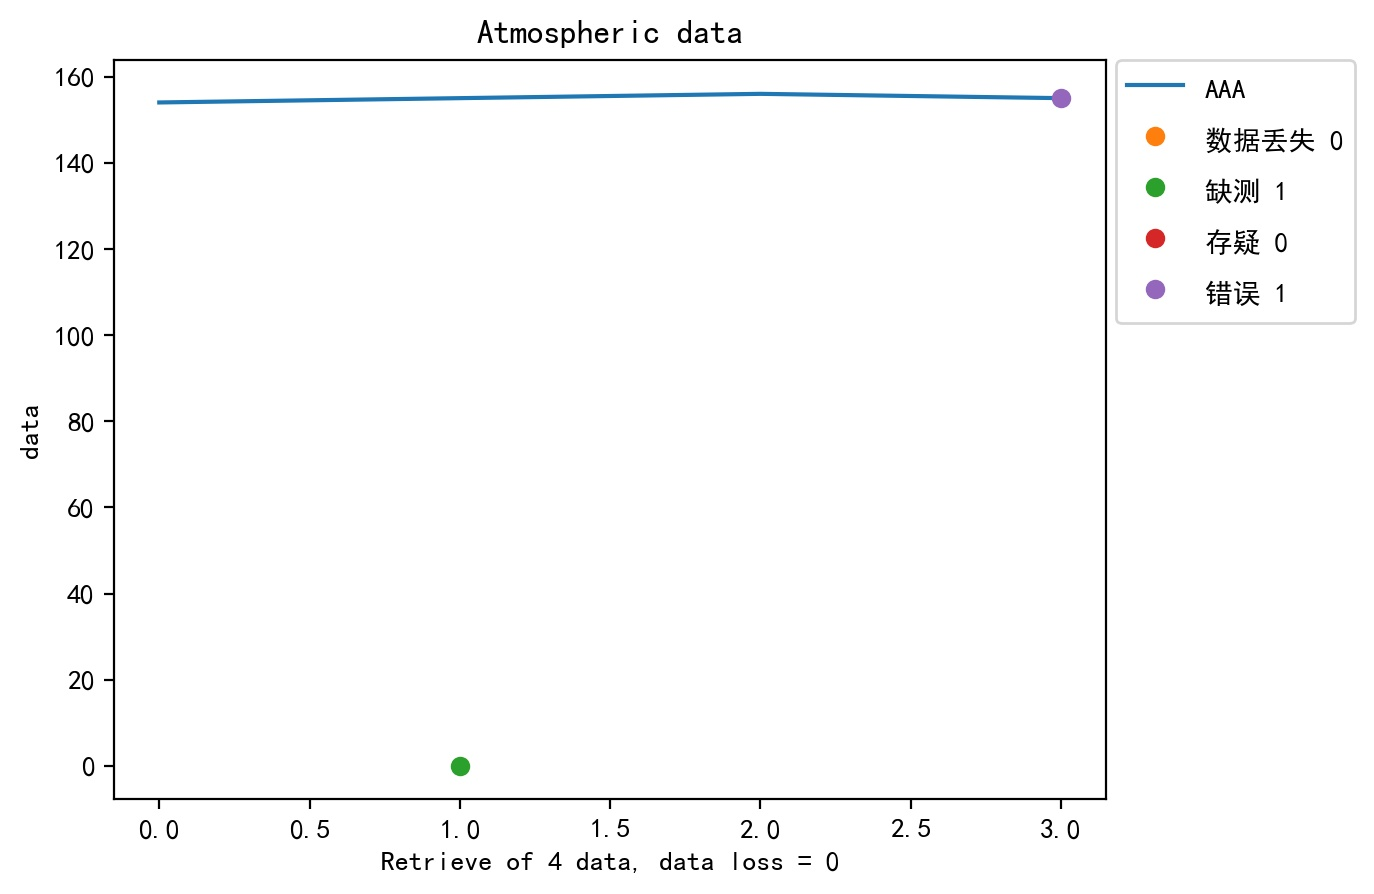 Atmospheric data
160
140
120
100
80
60
40
20
0
data
0.0 0.5 1.0 1.5 2.0 2.5 3.0
Retrieve of 4 data, data loss = 0
AAA
数据丢失 0
缺测 1
存疑 0
错误 1